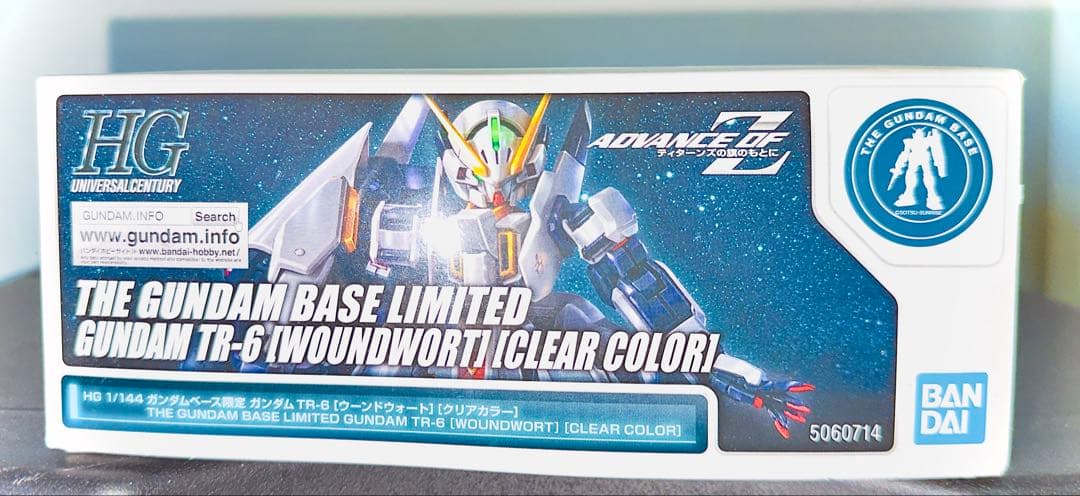 HG
UNIVERSAL CENTURY
GUNDAM.INFO Search
www.gundam.info
バンダイホビーサイト www.bandai-hobby.net/
ADVANCE OF Z
ティターンズの旗のもとに
THE GUNDAM BASE
©SOTSU・SUNRISE
THE GUNDAM BASE LIMITED
GUNDAM TR-6 [WOUNDWORT] [CLEAR COLOR]
HG 1/144 ガンダムベース限定 ガンダムTR-6 [ウーンドウォート] [クリアカラー]
THE GUNDAM BASE LIMITED GUNDAM TR-6 [WOUNDWORT] [CLEAR COLOR]
5060714
BAN
DAI